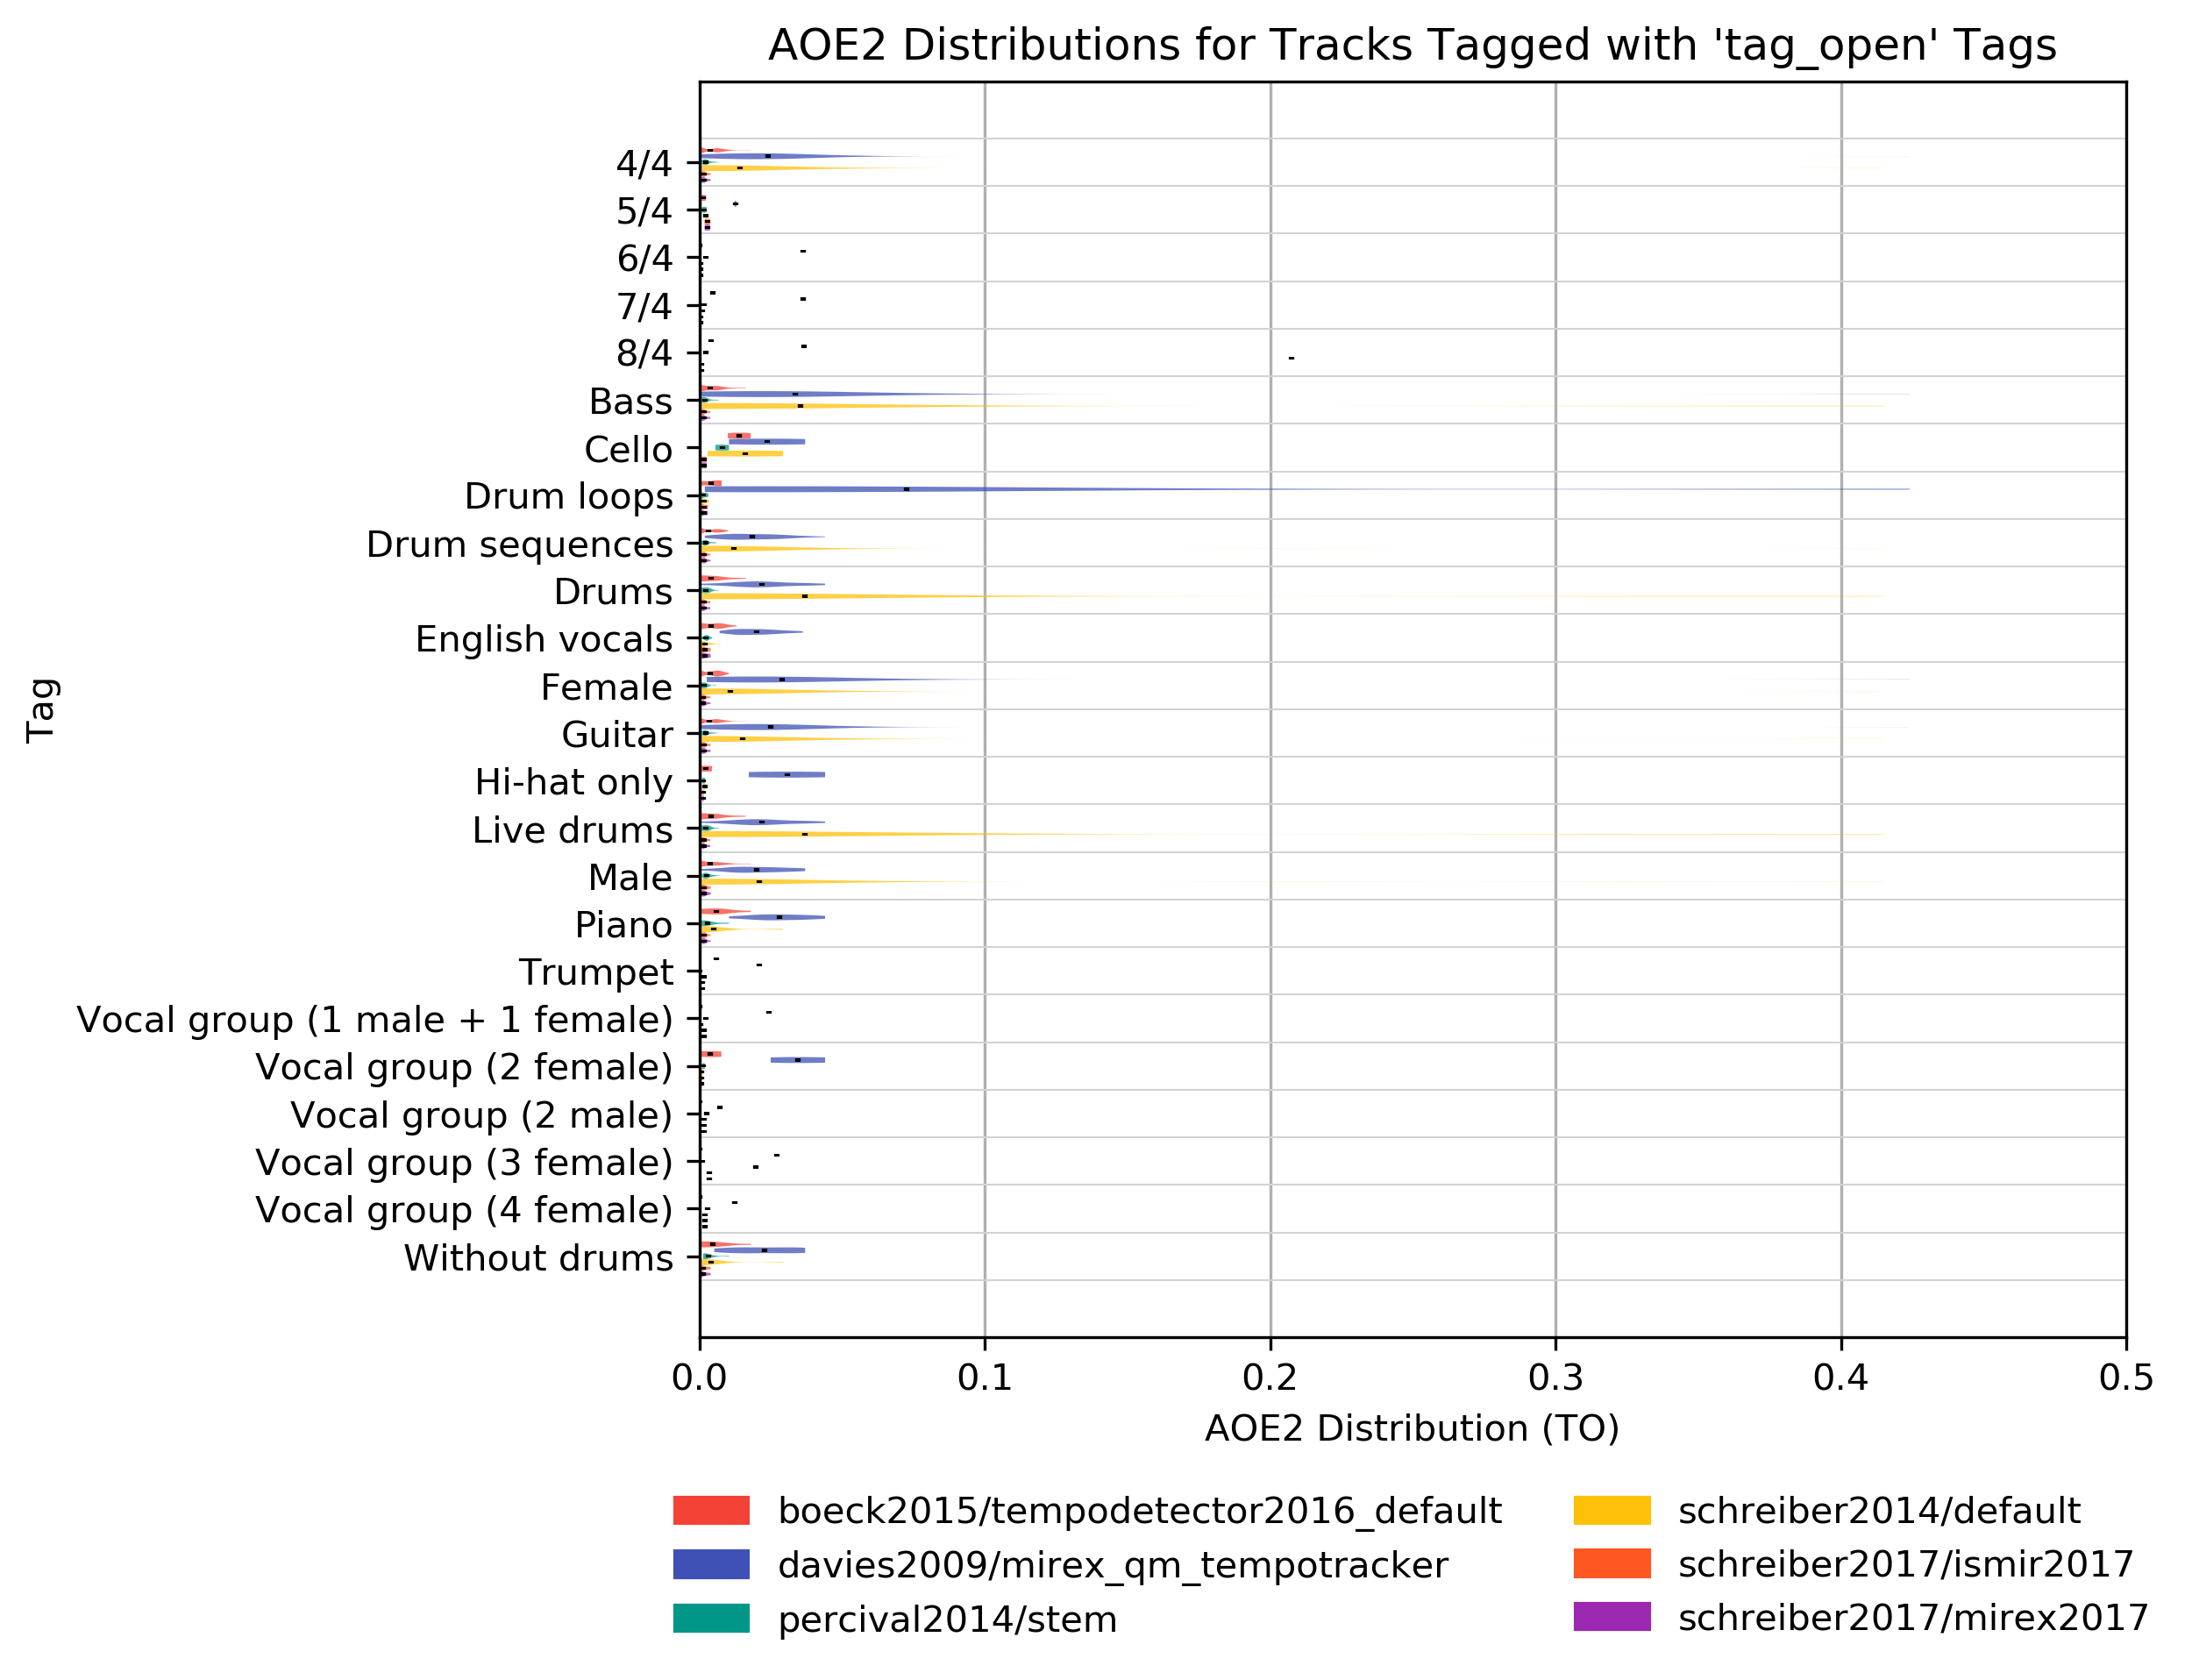 AOE2 Distributions for Tracks Tagged with 'tag_open' Tags
Tag
4/4
5/4
6/4
7/4
8/4
Bass
Cello
Drum loops
Drum sequences
Drums
English vocals
Female
Guitar
Hi-hat only
Live drums
Male
Piano
Trumpet
Vocal group (1 male + 1 female)
Vocal group (2 female)
Vocal group (2 male)
Vocal group (3 female)
Vocal group (4 female)
Without drums
0.0 0.1 0.2 0.3 0.4 0.5
AOE2 Distribution (TO)
boeck2015/tempodetector2016_default
davies2009/mirex_qm_tempotracker
percival2014/stem
schreiber2014/default
schreiber2017/ismir2017
schreiber2017/mirex2017